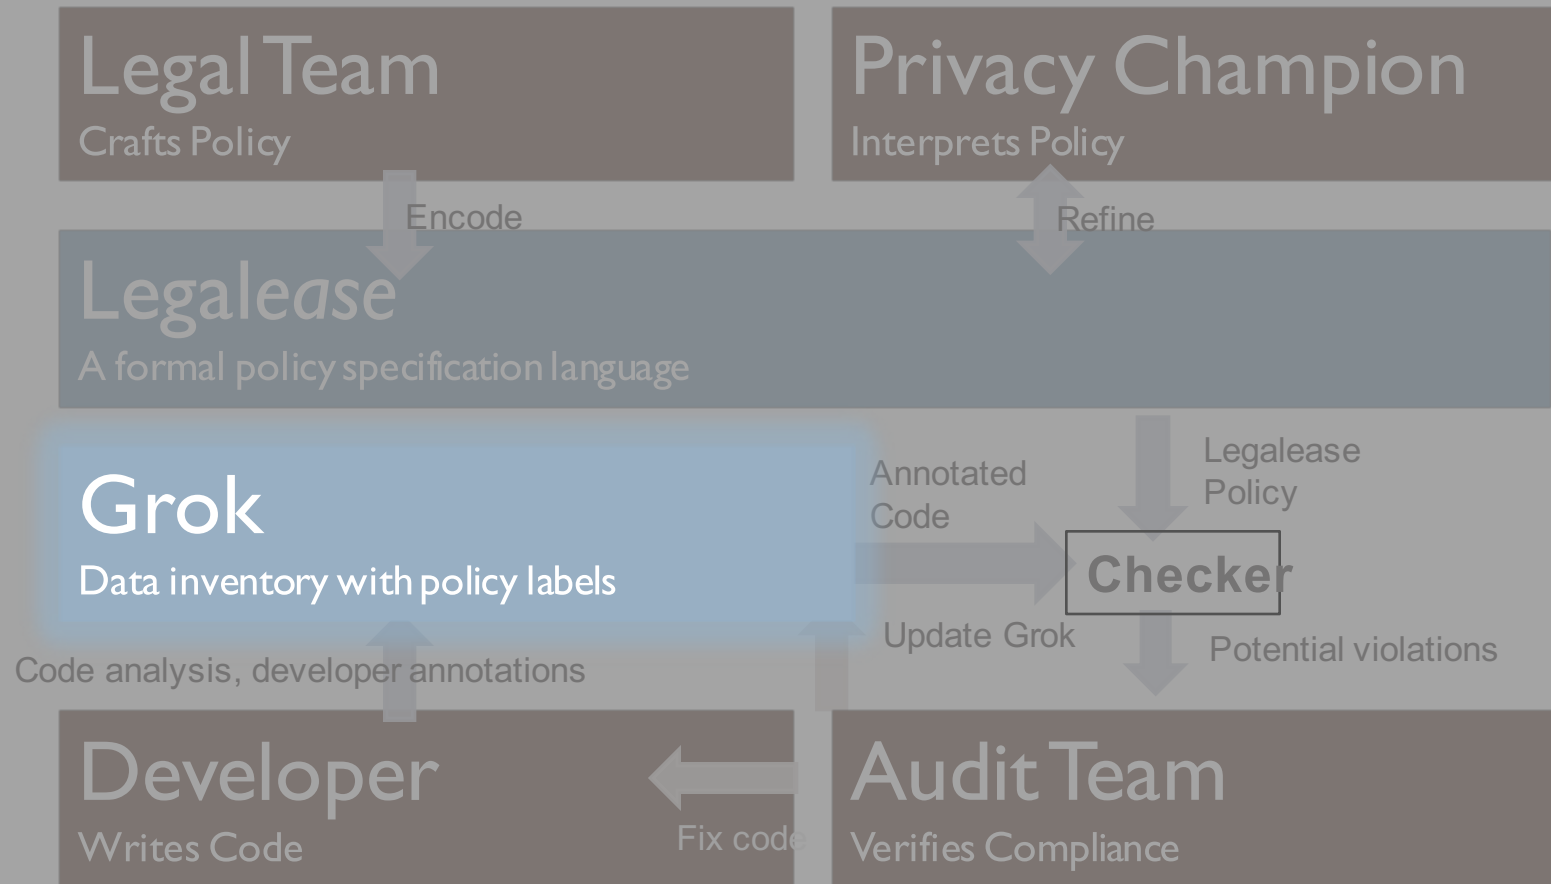 Legal Team
Crafts Policy
Privacy Champion
Interprets Policy
Encode
Refine
Legalease
A formal policy specification language
Grok
Data inventory with policy labels
Annotated
Code
Legalease
Policy
Checker
Update Grok
Potential violations
Code analysis, developer annotations
Developer
Writes Code
Fix code
Audit Team
Verifies Compliance